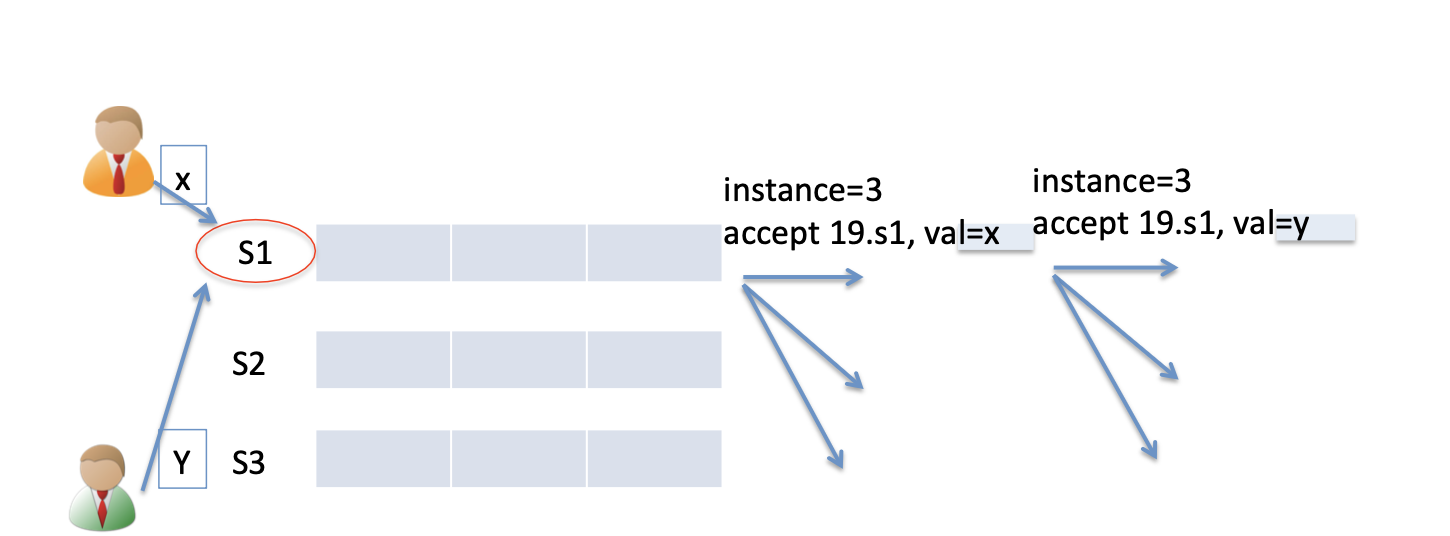 x
instance=3
accept 19.s1, val=x
instance=3
accept 19.s1, val=y
S1
S2
Y
S3